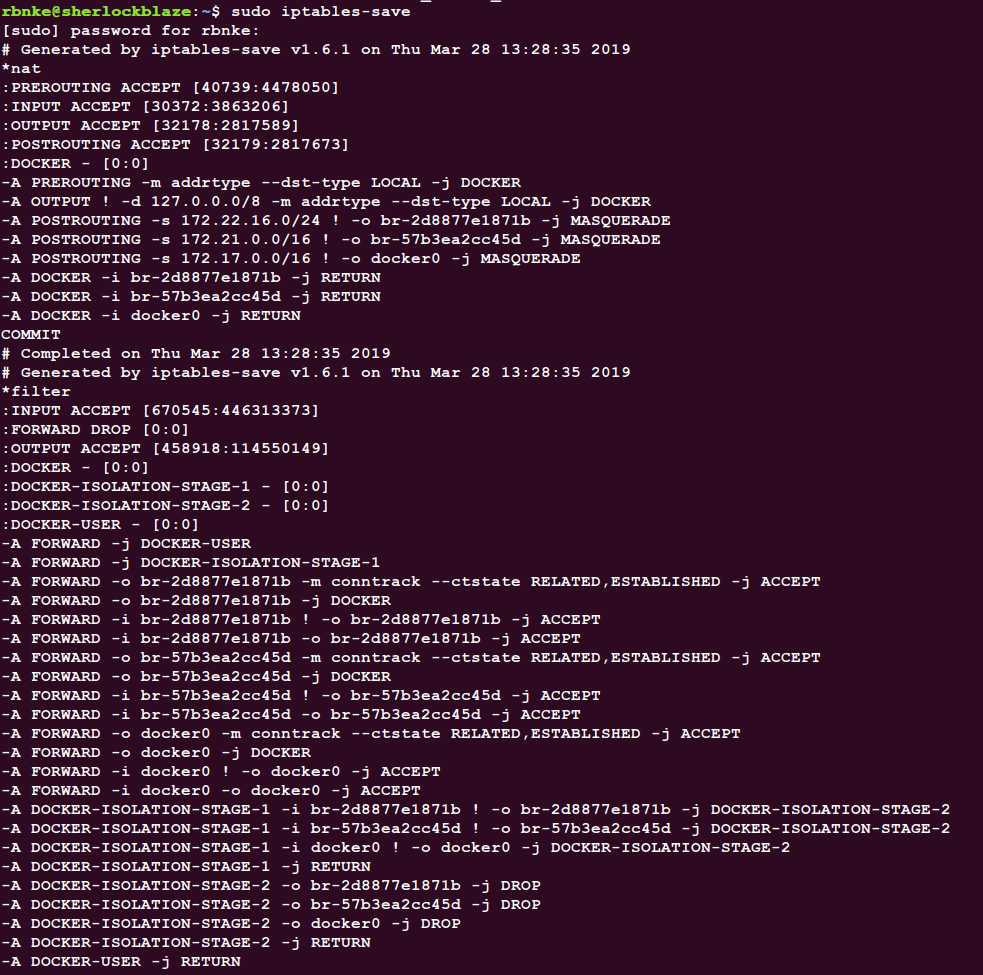 rbnke@sherlockblaze:~$ sudo iptables-save
[sudo] password for rbnke:
# Generated by iptables-save v1.6.1 on Thu Mar 28 13:28:35 2019
*nat
:PREROUTING ACCEPT [40739:4478050]
:INPUT ACCEPT [30372:3863206]
:OUTPUT ACCEPT [32178:2817589]
:POSTROUTING ACCEPT [32179:2817673]
:DOCKER - [0:0]
-A PREROUTING -m addrtype --dst-type LOCAL -j DOCKER
-A OUTPUT ! -d 127.0.0.0/8 -m addrtype --dst-type LOCAL -j DOCKER
-A POSTROUTING -s 172.22.16.0/24 ! -o br-2d8877e1871b -j MASQUERADE
-A POSTROUTING -s 172.21.0.0/16 ! -o br-57b3ea2cc45d -j MASQUERADE
-A POSTROUTING -s 172.17.0.0/16 ! -o docker0 -j MASQUERADE
-A DOCKER -i br-2d8877e1871b -j RETURN
-A DOCKER -i br-57b3ea2cc45d -j RETURN
-A DOCKER -i docker0 -j RETURN
COMMIT
# Completed on Thu Mar 28 13:28:35 2019
# Generated by iptables-save v1.6.1 on Thu Mar 28 13:28:35 2019
*filter
:INPUT ACCEPT [670545:446313373]
:FORWARD DROP [0:0]
:OUTPUT ACCEPT [458918:114550149]
:DOCKER - [0:0]
:DOCKER-ISOLATION-STAGE-1 - [0:0]
:DOCKER-ISOLATION-STAGE-2 - [0:0]
:DOCKER-USER - [0:0]
-A FORWARD -j DOCKER-USER
-A FORWARD -j DOCKER-ISOLATION-STAGE-1
-A FORWARD -o br-2d8877e1871b -m conntrack --ctstate RELATED,ESTABLISHED -j ACCEPT
-A FORWARD -o br-2d8877e1871b -j DOCKER
-A FORWARD -i br-2d8877e1871b ! -o br-2d8877e1871b -j ACCEPT
-A FORWARD -i br-2d8877e1871b -o br-2d8877e1871b -j ACCEPT
-A FORWARD -o br-57b3ea2cc45d -m conntrack --ctstate RELATED,ESTABLISHED -j ACCEPT
-A FORWARD -o br-57b3ea2cc45d -j DOCKER
-A FORWARD -i br-57b3ea2cc45d ! -o br-57b3ea2cc45d -j ACCEPT
-A FORWARD -i br-57b3ea2cc45d -o br-57b3ea2cc45d -j ACCEPT
-A FORWARD -o docker0 -m conntrack --ctstate RELATED,ESTABLISHED -j ACCEPT
-A FORWARD -o docker0 -j DOCKER
-A FORWARD -i docker0 ! -o docker0 -j ACCEPT
-A FORWARD -i docker0 -o docker0 -j ACCEPT
-A DOCKER-ISOLATION-STAGE-1 -i br-2d8877e1871b ! -o br-2d8877e1871b -j DOCKER-ISOLATION-STAGE-2
-A DOCKER-ISOLATION-STAGE-1 -i br-57b3ea2cc45d ! -o br-57b3ea2cc45d -j DOCKER-ISOLATION-STAGE-2
-A DOCKER-ISOLATION-STAGE-1 -i docker0 ! -o docker0 -j DOCKER-ISOLATION-STAGE-2
-A DOCKER-ISOLATION-STAGE-1 -j RETURN
-A DOCKER-ISOLATION-STAGE-2 -o br-2d8877e1871b -j DROP
-A DOCKER-ISOLATION-STAGE-2 -o br-57b3ea2cc45d -j DROP
-A DOCKER-ISOLATION-STAGE-2 -o docker0 -j DROP
-A DOCKER-ISOLATION-STAGE-2 -j RETURN
-A DOCKER-USER -j RETURN